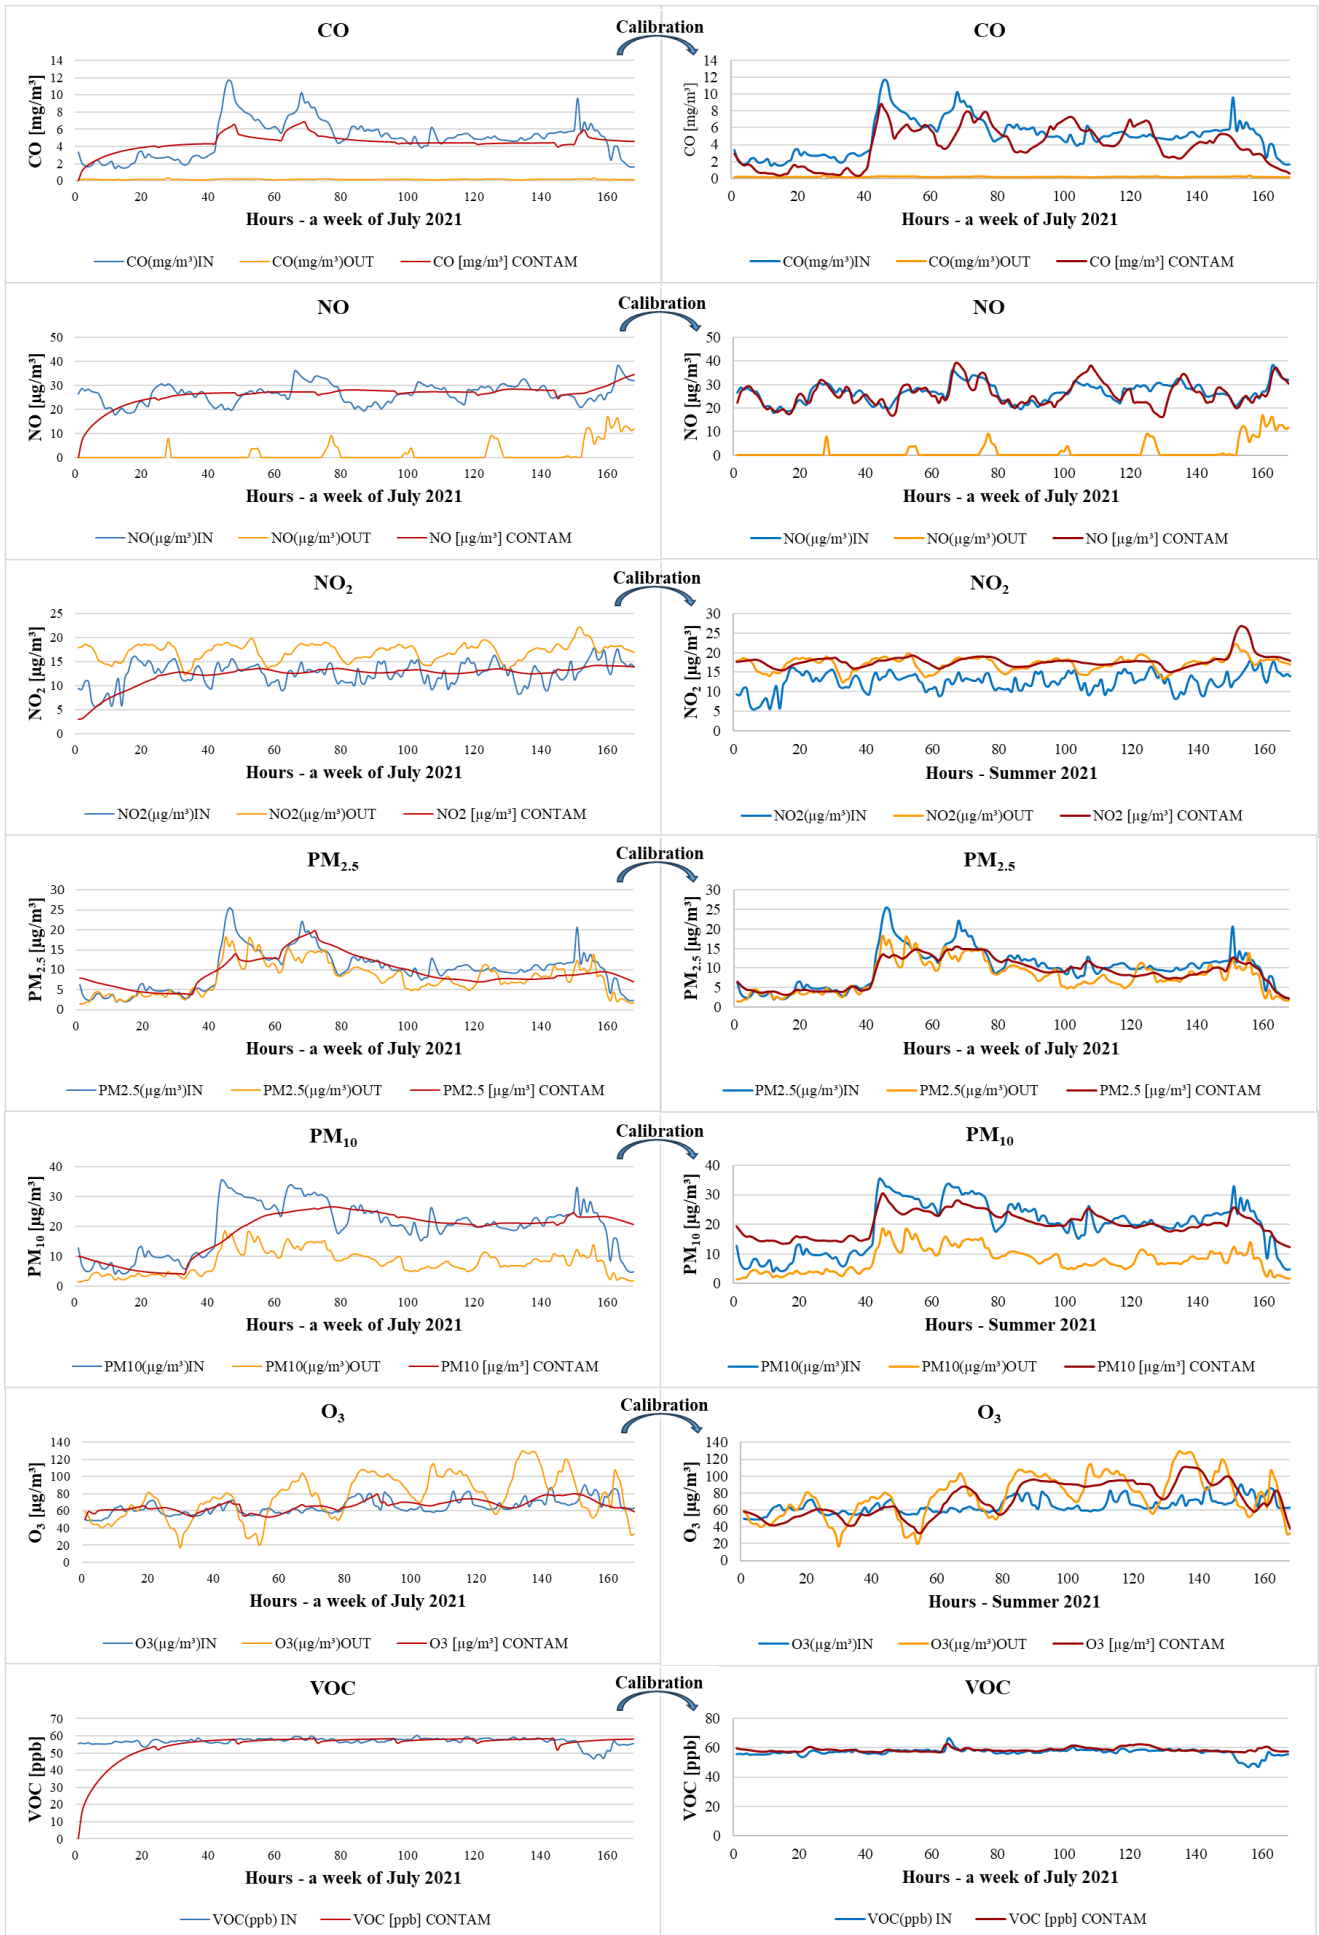 CO
Calibration
CO
CO [mg/m³]
14
12
10
8
6
4
2
0
0 20 40 60 80 100 120 140 160
Hours - a week of July 2021
CO(mg/m³)IN CO(mg/m³)OUT CO [mg/m³] CONTAM
CO [mg/m³]
14
12
10
8
6
4
2
0
0 20 40 60 80 100 120 140 160
Hours - a week of July 2021
CO(mg/m³)IN CO(mg/m³)OUT CO [mg/m³] CONTAM
NO
Calibration
NO
NO [µg/m³]
50
40
30
20
10
0
0 20 40 60 80 100 120 140 160
Hours - a week of July 2021
NO(µg/m³)IN NO(µg/m³)OUT NO [µg/m³] CONTAM
NO [µg/m³]
50
40
30
20
10
0
0 20 40 60 80 100 120 140 160
Hours - a week of July 2021
NO(µg/m³)IN NO(µg/m³)OUT NO [µg/m³] CONTAM
NO₂
Calibration
NO₂
NO₂ [µg/m³]
25
20
15
10
5
0
0 20 40 60 80 100 120 140 160
Hours - a week of July 2021
NO2(µg/m³)IN NO2(µg/m³)OUT NO2 [µg/m³] CONTAM
NO₂ [µg/m³]
30
25
20
15
10
5
0
0 20 40 60 80 100 120 140 160
Hours - Summer 2021
NO2(µg/m³)IN NO2(µg/m³)OUT NO2 [µg/m³] CONTAM
PM₂.₅
Calibration
PM₂.₅
PM₂.₅ [µg/m³]
30
25
20
15
10
5
0
0 20 40 60 80 100 120 140 160
Hours - a week of July 2021
PM2.5(µg/m³)IN PM2.5(µg/m³)OUT PM2.5 [µg/m³] CONTAM
PM₂.₅ [µg/m³]
30
25
20
15
10
5
0
0 20 40 60 80 100 120 140 160
Hours - a week of July 2021
PM2.5(µg/m³)IN PM2.5(µg/m³)OUT PM2.5 [µg/m³] CONTAM
PM₁₀
Calibration
PM₁₀
PM₁₀ [µg/m³]
40
30
20
10
0
0 20 40 60 80 100 120 140 160
Hours - a week of July 2021
PM10(µg/m³)IN PM10(µg/m³)OUT PM10 [µg/m³] CONTAM
PM₁₀ [µg/m³]
40
30
20
10
0
0 20 40 60 80 100 120 140 160
Hours - Summer 2021
PM10(µg/m³)IN PM10(µg/m³)OUT PM10 [µg/m³] CONTAM
O₃
Calibration
O₃
O₃ [µg/m³]
140
120
100
80
60
40
20
0
0 20 40 60 80 100 120 140 160
Hours - a week of July 2021
O3(µg/m³)IN O3(µg/m³)OUT O3 [µg/m³] CONTAM
O₃ [µg/m³]
140
120
100
80
60
40
20
0
0 20 40 60 80 100 120 140 160
Hours - Summer 2021
O3(µg/m³)IN O3(µg/m³)OUT O3 [µg/m³] CONTAM
VOC
Calibration
VOC
VOC [ppb]
70
60
50
40
30
20
10
0
0 20 40 60 80 100 120 140 160
Hours - a week of July 2021
VOC(ppb) IN VOC [ppb] CONTAM
VOC [ppb]
80
60
40
20
0
0 20 40 60 80 100 120 140 160
Hours - a week of July 2021
VOC(ppb) IN VOC [ppb] CONTAM